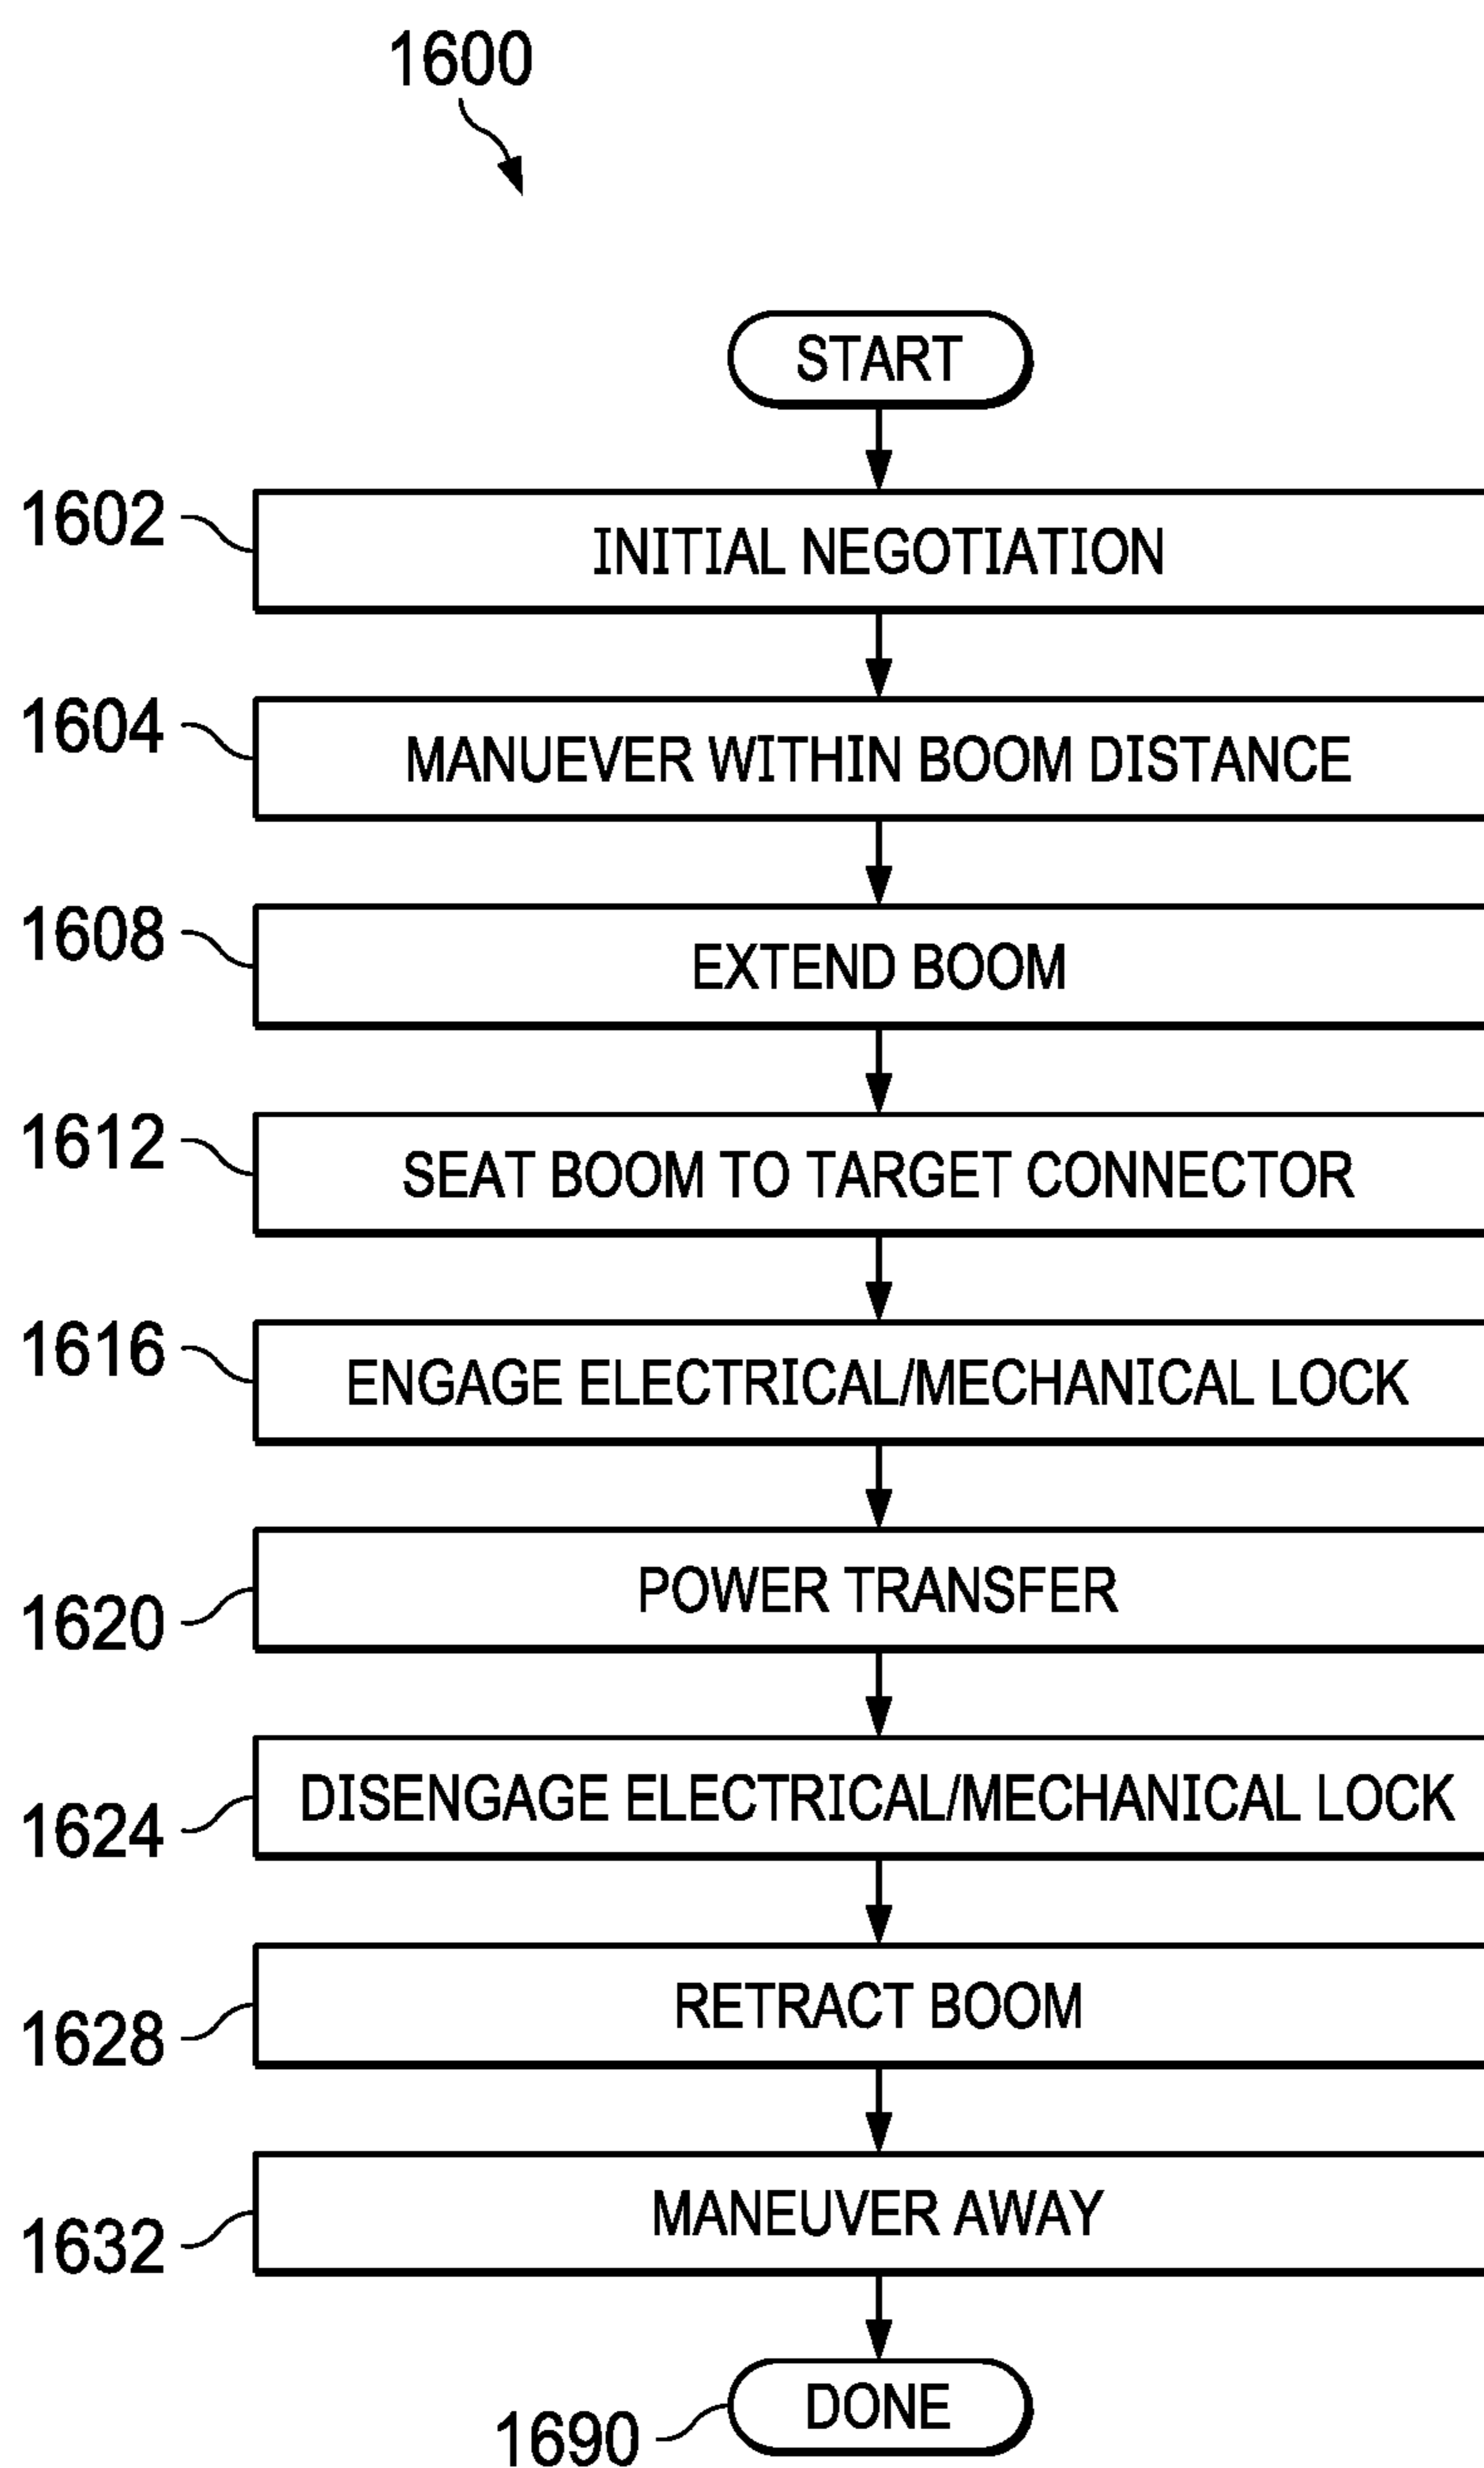 1600
START
1602
INITIAL NEGOTIATION
1604
MANUEVER WITHIN BOOM DISTANCE
1608
EXTEND BOOM
1612
SEAT BOOM TO TARGET CONNECTOR
1616
ENGAGE ELECTRICAL/MECHANICAL LOCK
1620
POWER TRANSFER
1624
DISENGAGE ELECTRICAL/MECHANICAL LOCK
1628
RETRACT BOOM
1632
MANEUVER AWAY
1690
DONE